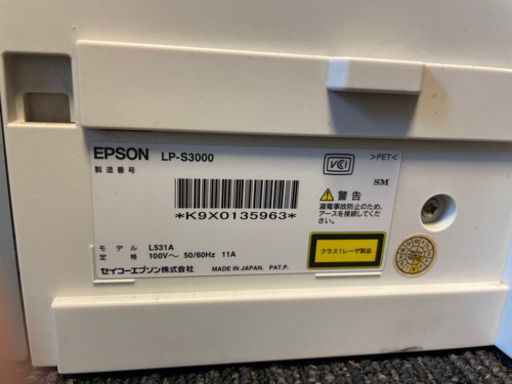 EPSON LP-S3000
製造番号
*K9X0135963*
モデル L531A
定格 100V～ 50/60Hz 11A
セイコーエプソン株式会社 MADE IN JAPAN. PAT.P.
VCI
>PET<
SM
警告
漏電事故防止のため、
アースを接続してください。
クラス1レーザ製品